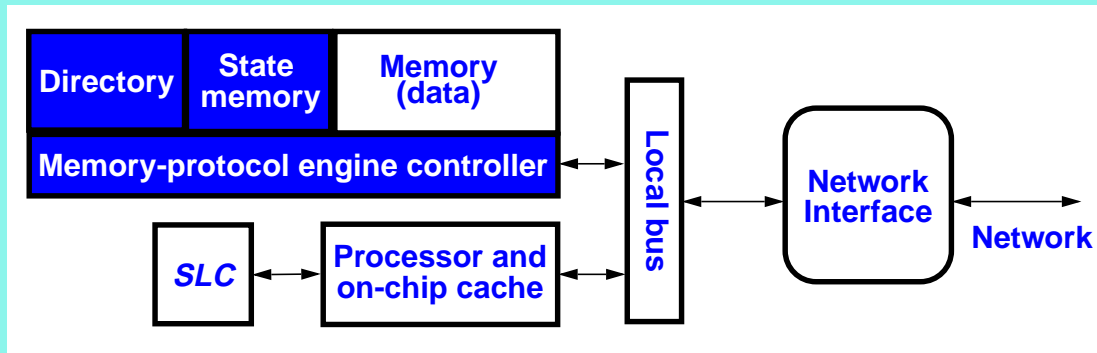 Directory
State
memory
Memory
(data)
Memory-protocol engine controller
Local bus
Network
Interface
Network
SLC
Processor and
on-chip cache